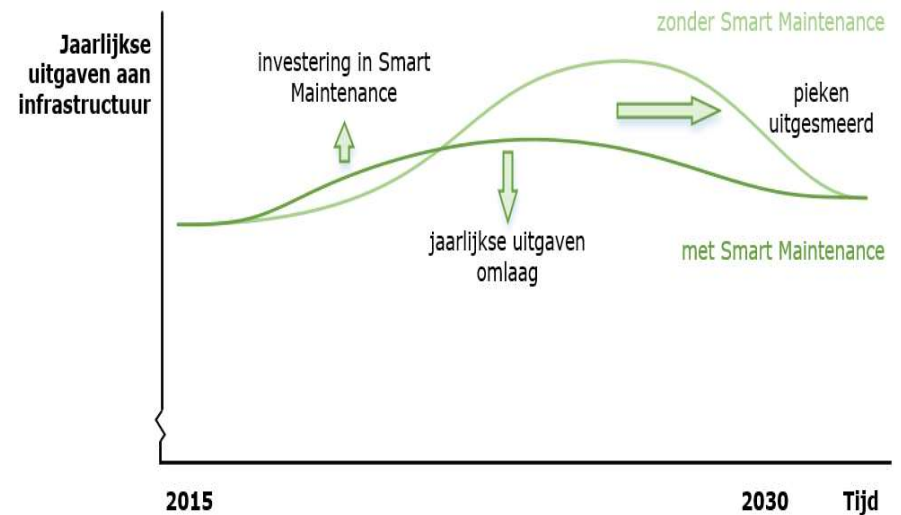 zonder Smart Maintenance
Jaarlijkse
uitgaven aan
infrastructuur
investering in Smart
Maintenance
pieken
uitgesmeerd
jaarlijkse uitgaven
omlaag
met Smart Maintenance
2015
2030
Tijd